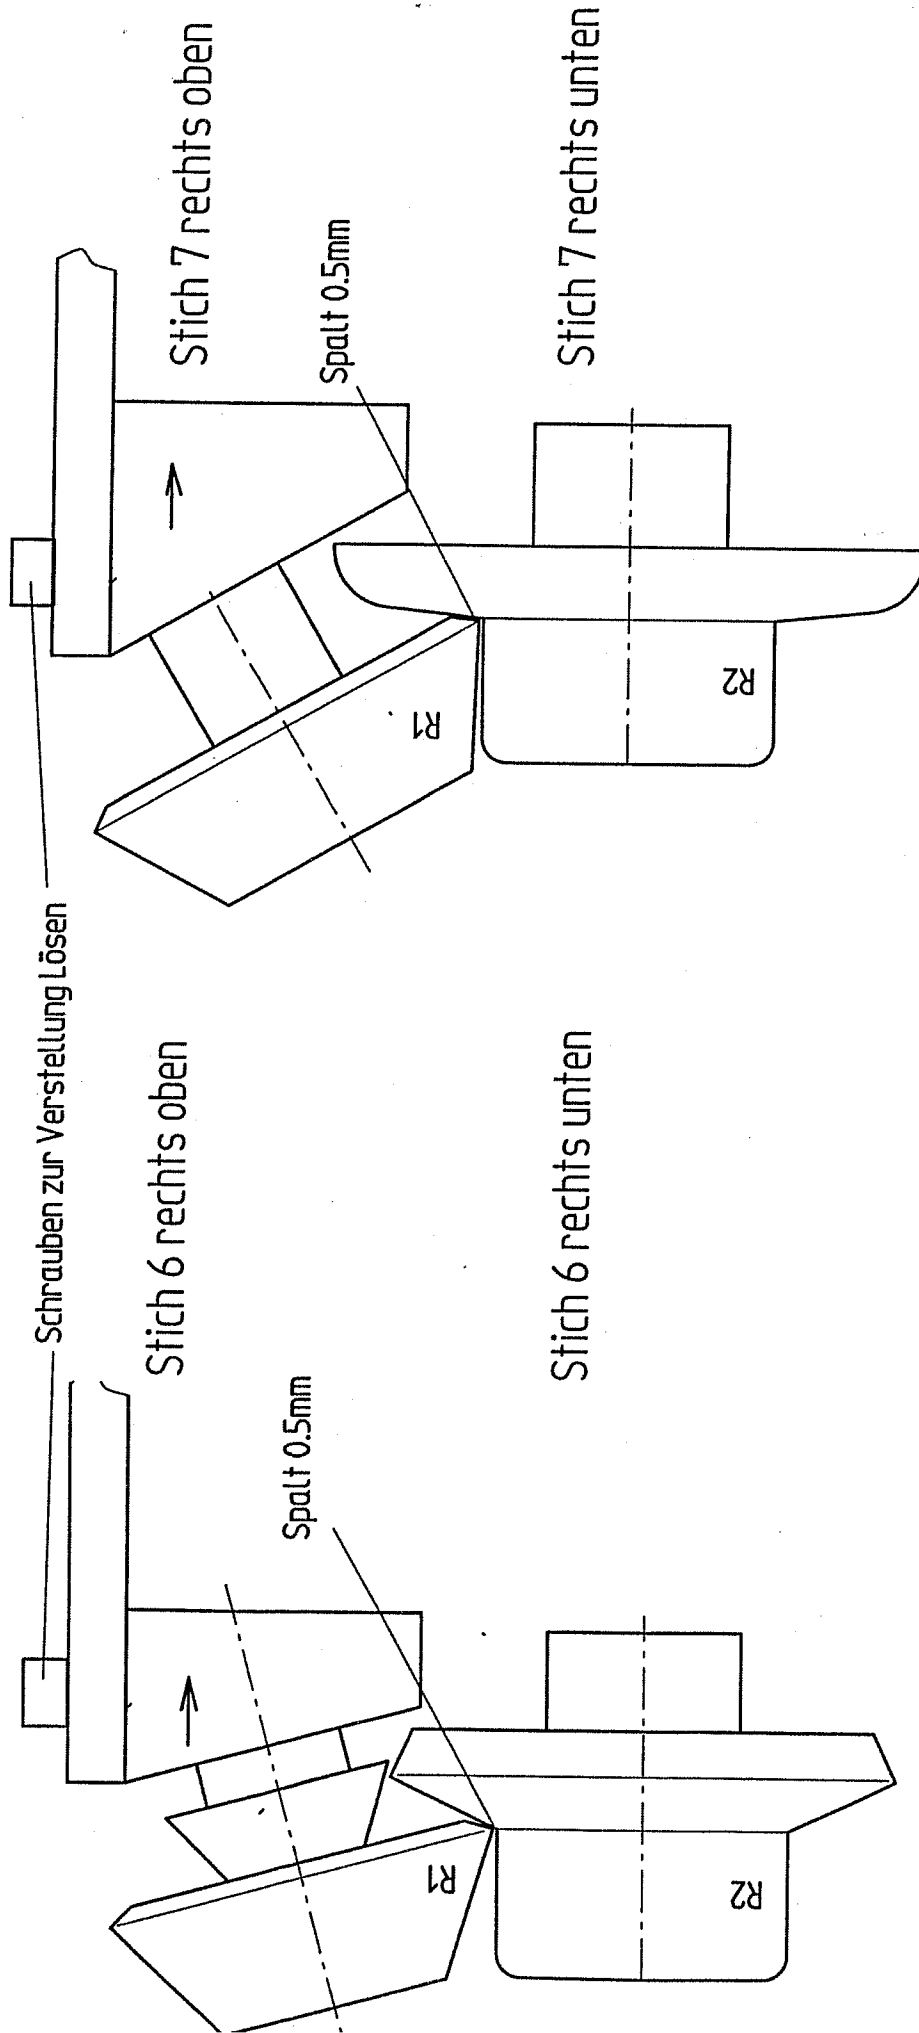 Schrauben zur Verstellung Lösen
Stich 6 rechts oben
Stich 7 rechts oben
Spalt 0.5mm
Spalt 0.5mm
Stich 6 rechts unten
Stich 7 rechts unten
R1
R2
R1
R2